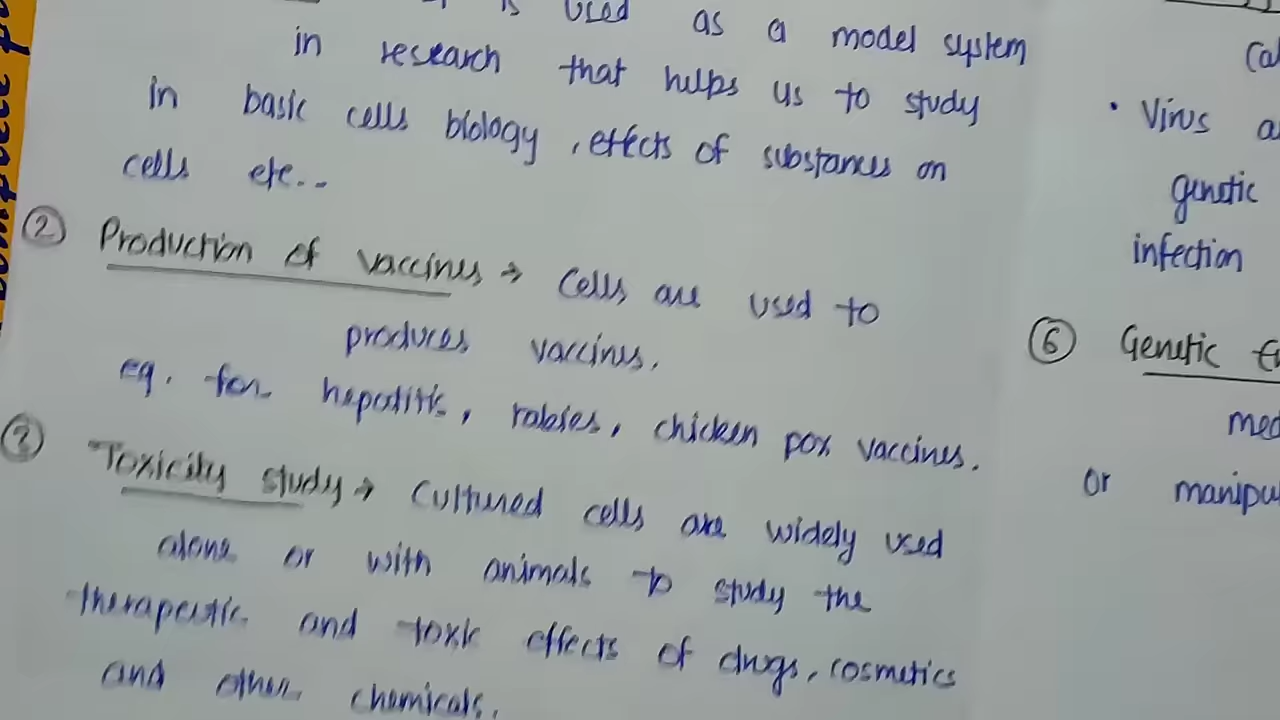 is used as a model system
in research that helps us to study
in basic cells biology, effects of substances on
cells etc..
② Production of vaccines → Cells are used to
produces vaccines.
eg. for hepatitis, rabies, chicken pox vaccines.
③ Toxicity study → Cultured cells are widely used
alone or with animals to study the
therapeutic and toxic effects of drugs, cosmetics
and other chemicals.
• Virus
genetic
infection
⑥ Genetic
or